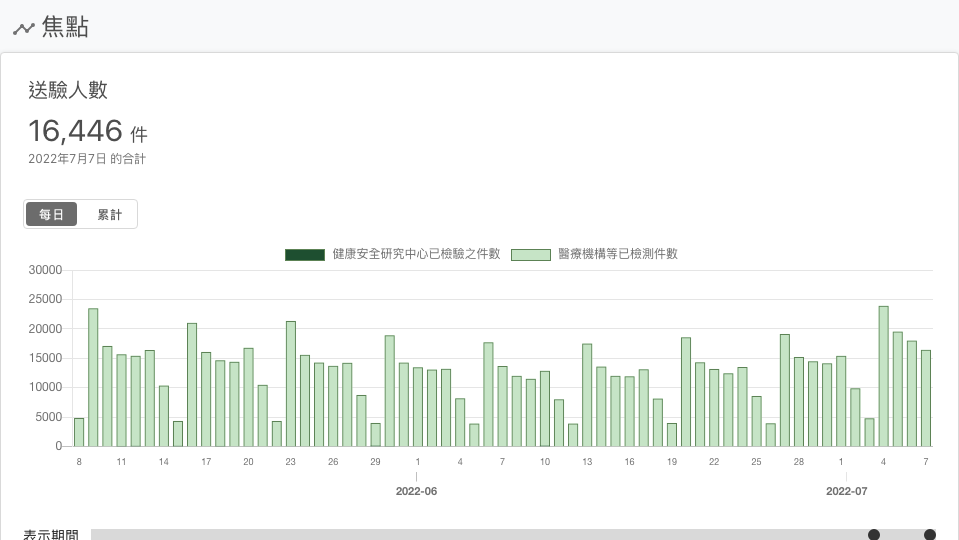 焦點
送驗人數
16,446 件
2022年7月7日 的合計
每日 累計
健康安全研究中心已檢驗之件數 醫療機構等已檢測件數
30000
25000
20000
15000
10000
5000
0
8 11 14 17 20 23 26 29 1 4 7 10 13 16 19 22 25 28 1 4 7
2022-06 2022-07
表示期間